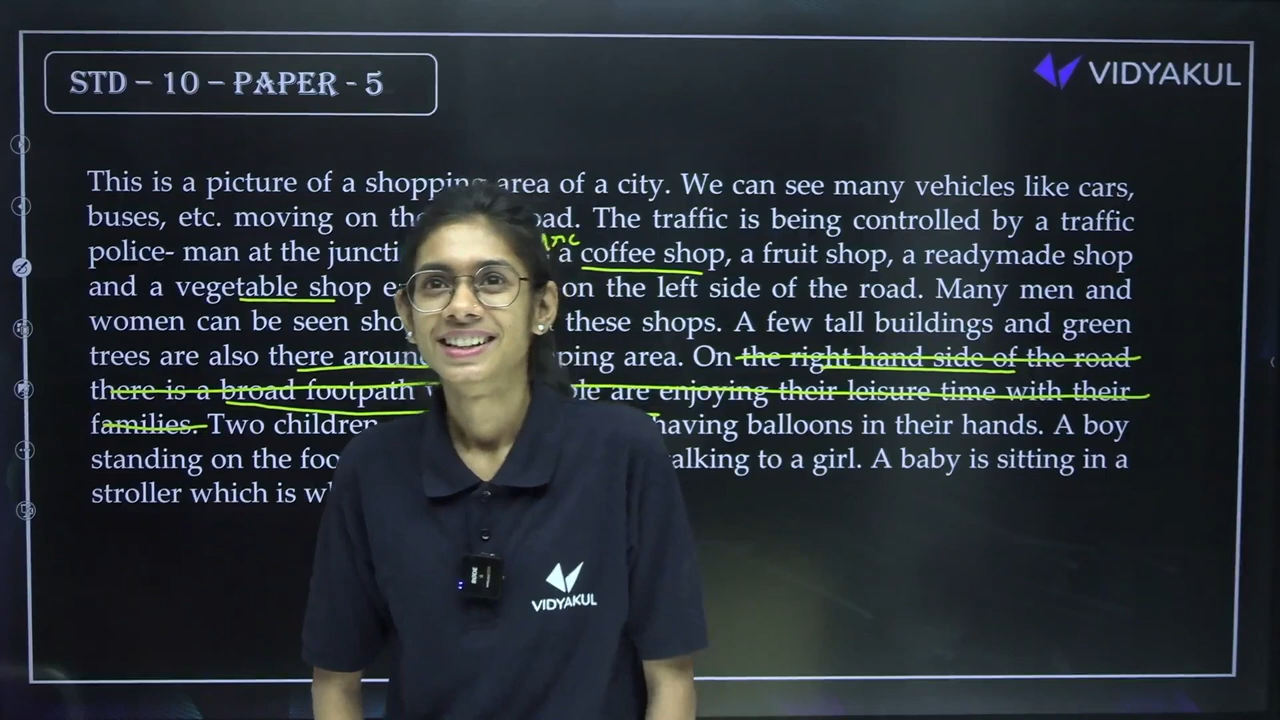 STD – 10 – PAPER - 5
VIDYAKUL
This is a picture of a shopping area of a city. We can see many vehicles like cars,
buses, etc. moving on the road. The traffic is being controlled by a traffic
police- man at the a coffee shop, a fruit shop, a readymade shop
and a vegetable shop on the left side of the road. Many men and
women can be seen these shops. A few tall buildings and green
trees are also there area. On the right hand side of the road
there is a broad footpath are enjoying their leisure time with their
families. Two children having balloons in their hands. A boy
standing on the to a girl. A baby is sitting in a
stroller which is
VIDYAKUL